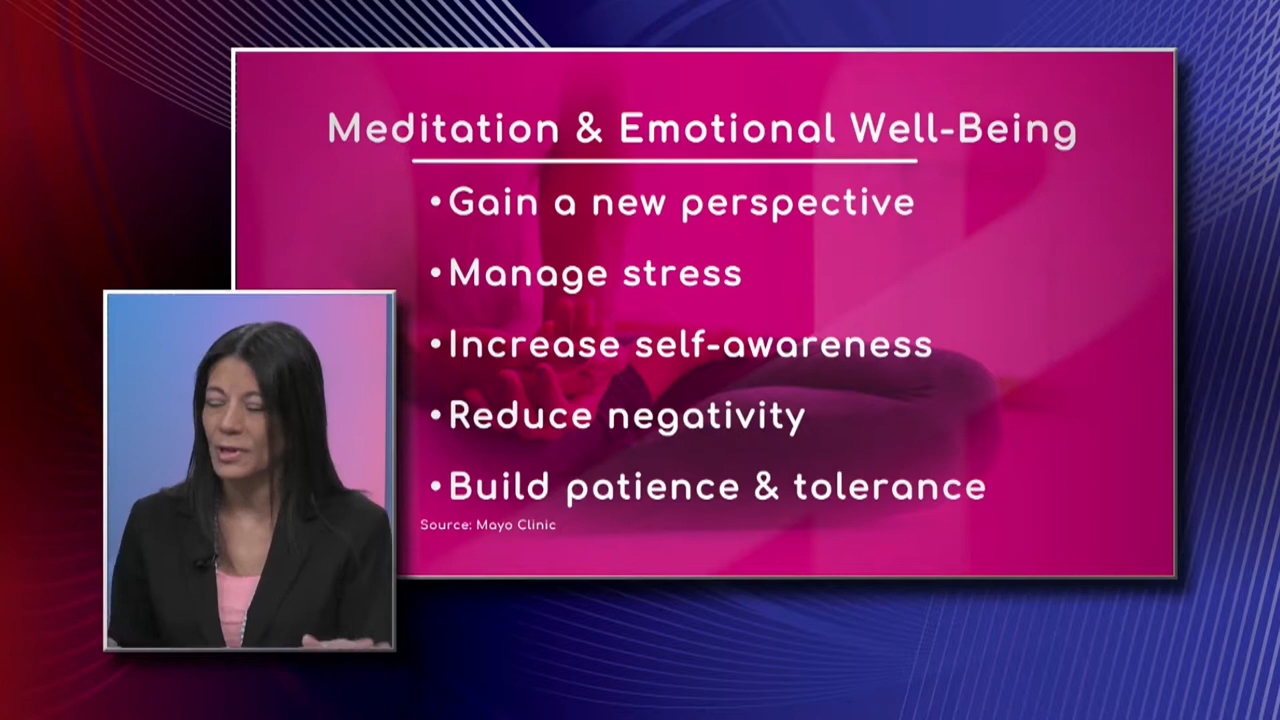 Meditation & Emotional Well-Being
•Gain a new perspective
•Manage stress
•Increase self-awareness
•Reduce negativity
•Build patience & tolerance
Source: Mayo Clinic